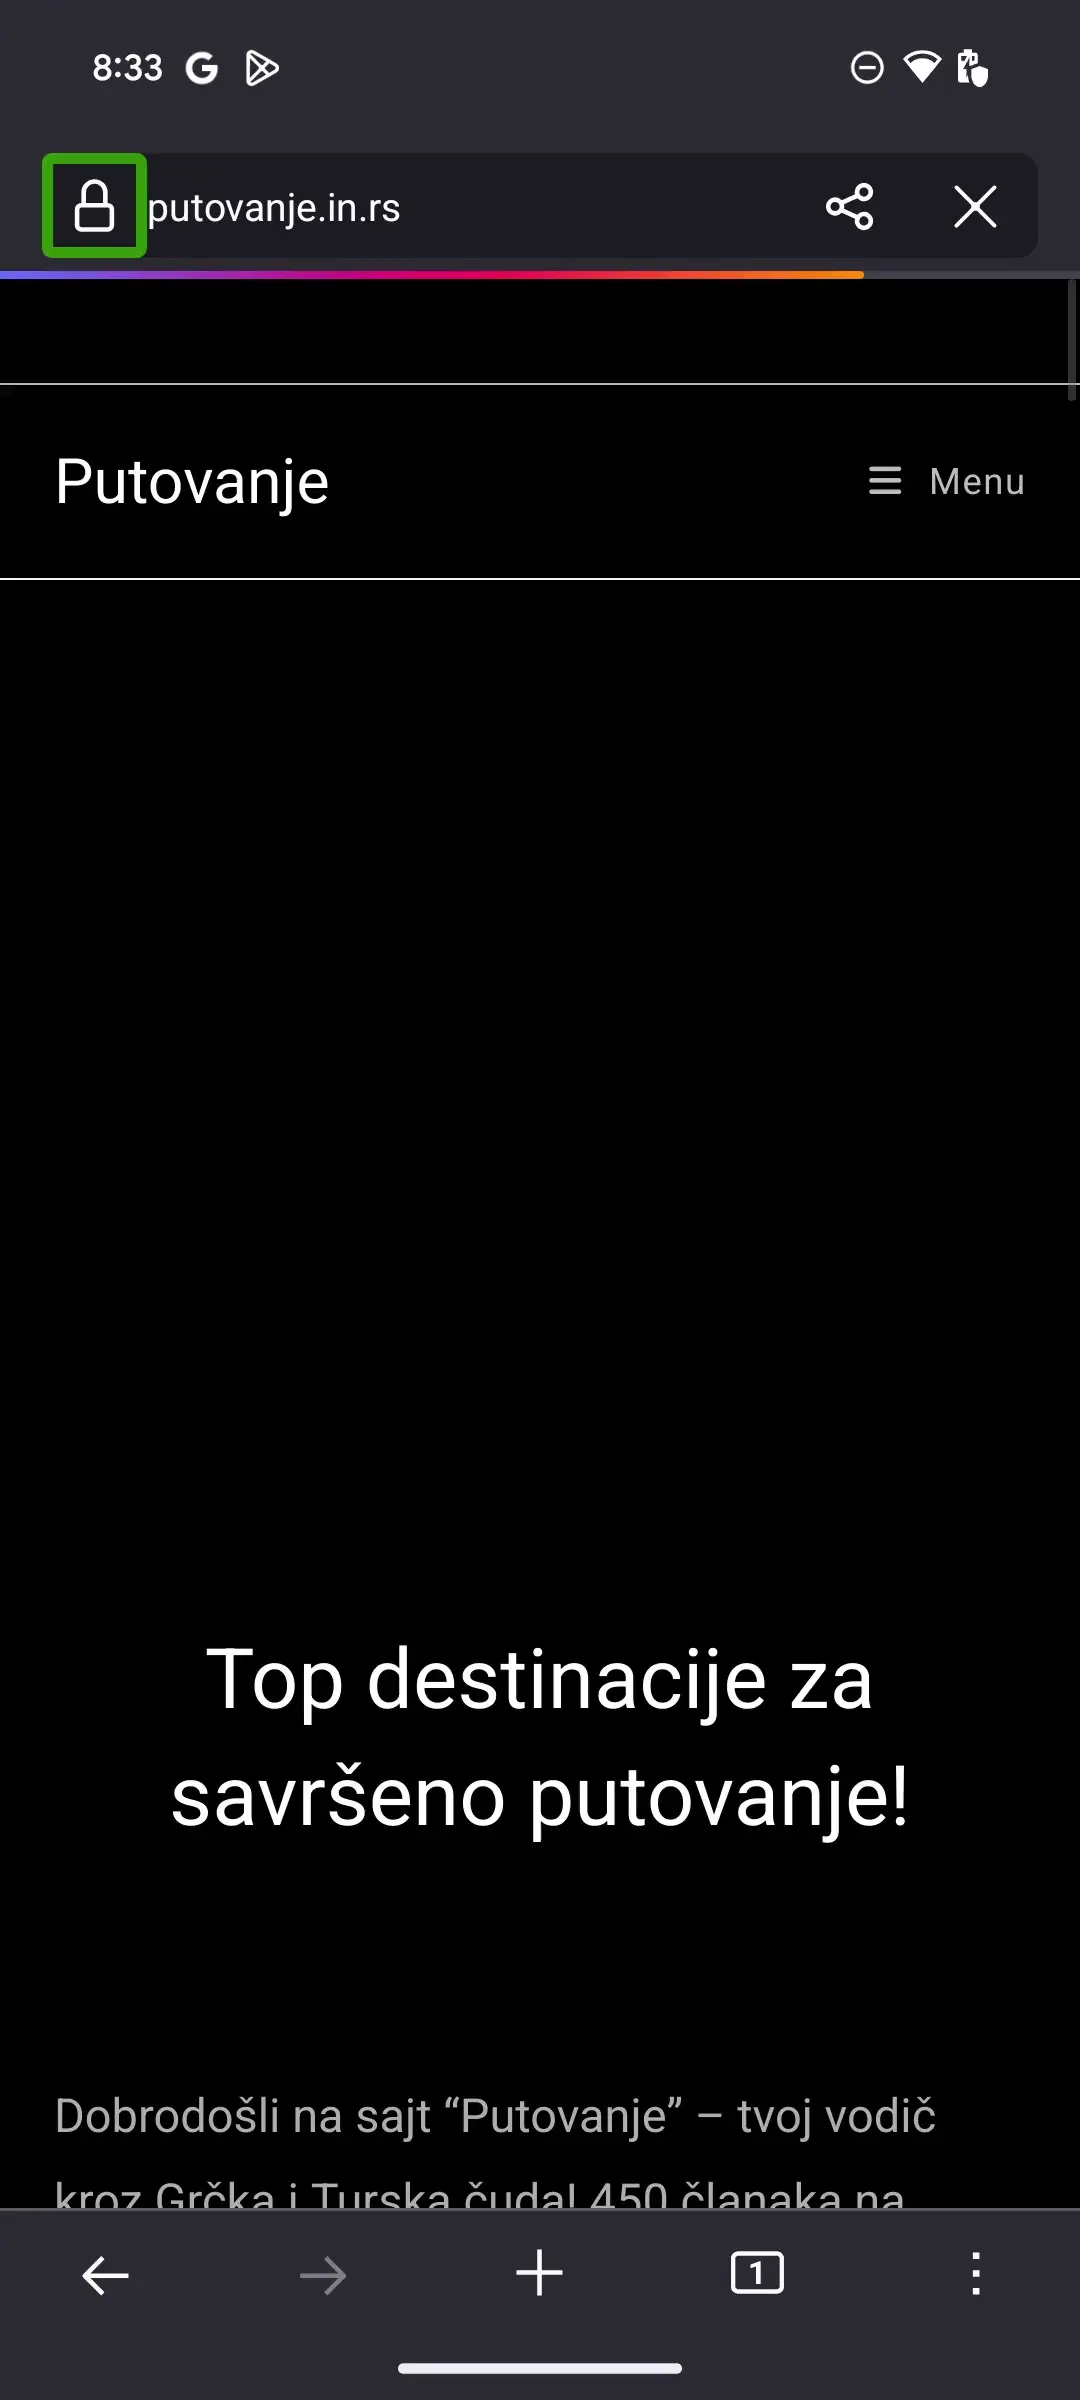 8:33
putovanje.in.rs
Putovanje
Menu
Top destinacije za
savršeno putovanje!
Dobrodošli na sajt “Putovanje” – tvoj vodič
kroz Grčka i Turska čuda! 450 članaka na
1